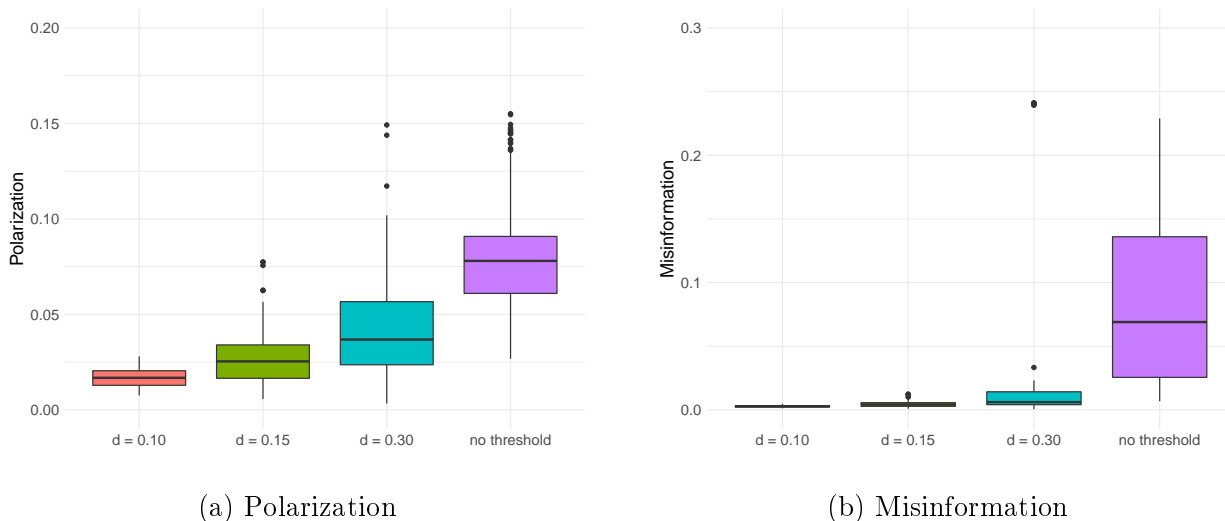 0.20
0.15
0.10
0.05
0.00
Polarization
d = 0.10 d = 0.15 d = 0.30 no threshold
(a) Polarization
0.3
0.2
0.1
0.0
Misinformation
d = 0.10 d = 0.15 d = 0.30 no threshold
(b) Misinformation